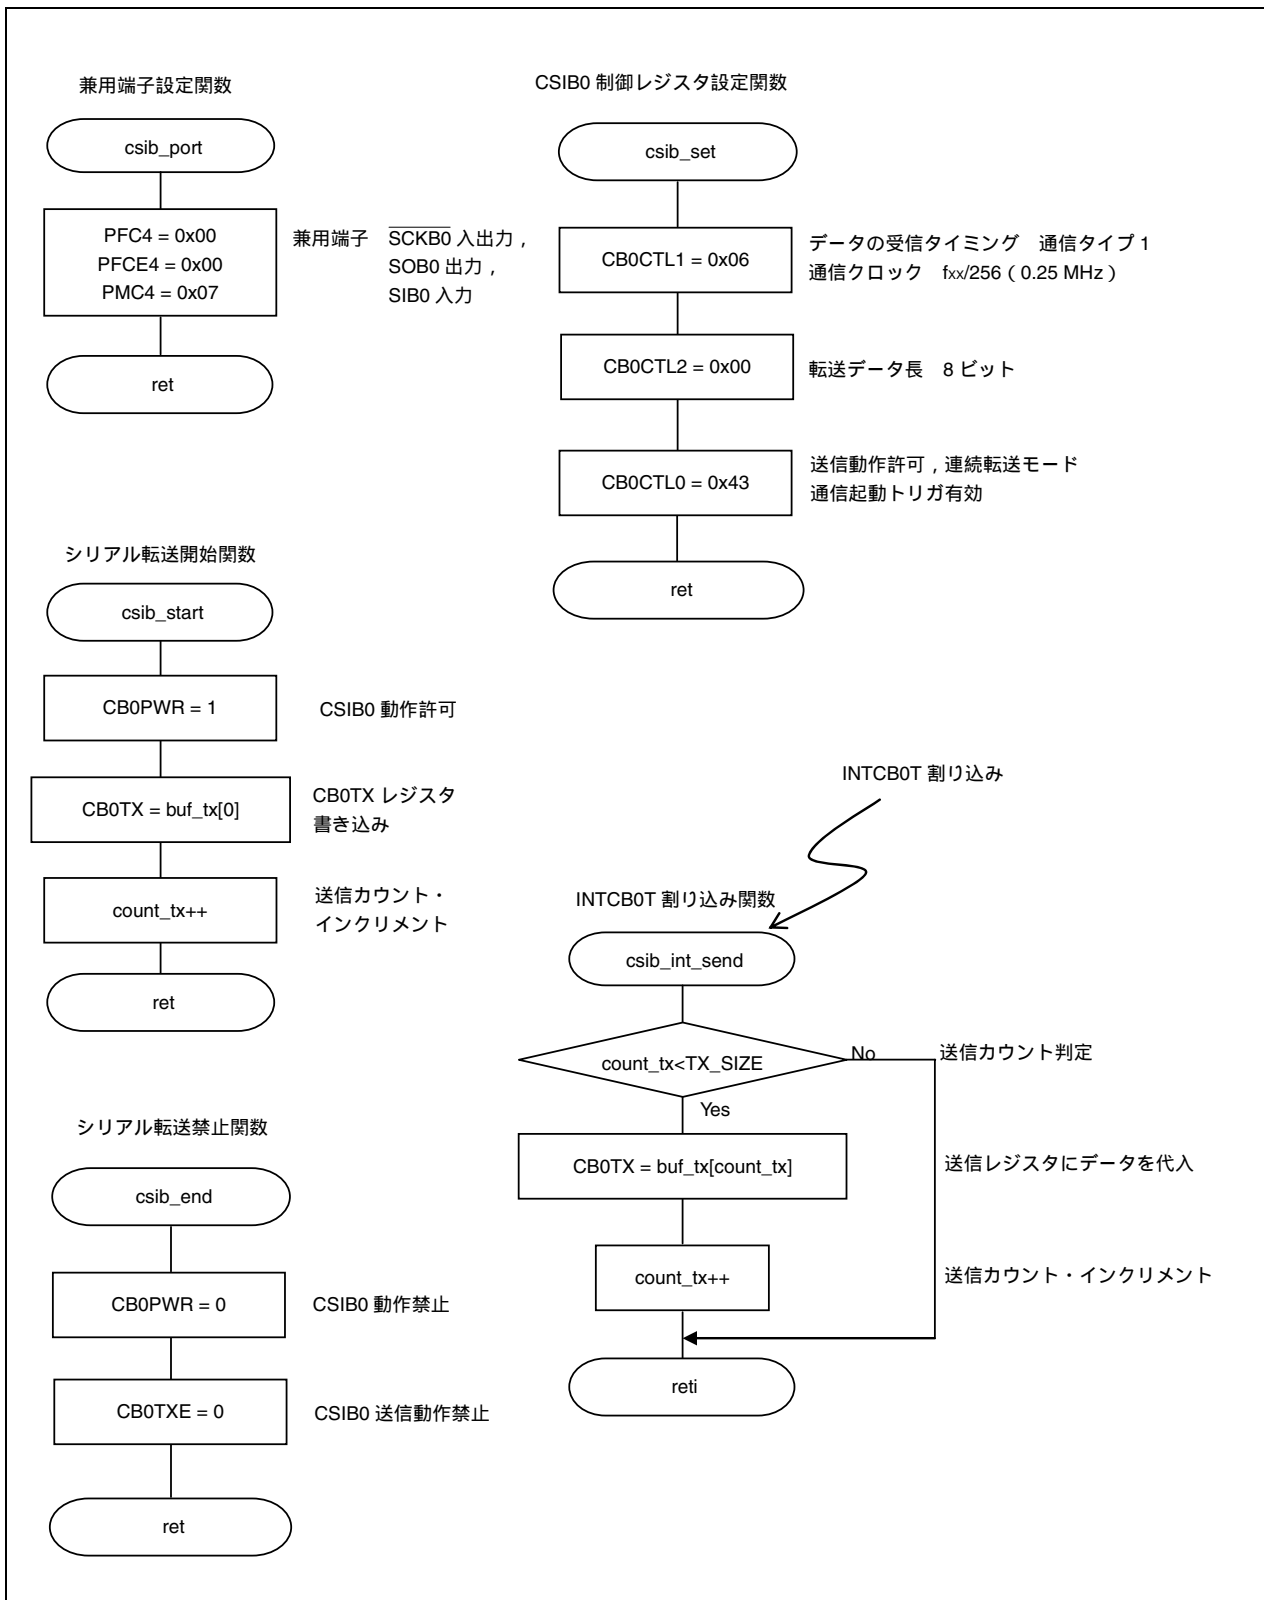 兼用端子設定関数
csib_port
PFC4 = 0x00
PFCE4 = 0x00
PMC4 = 0x07
兼用端子　SCKB0 入出力，
SOB0 出力，
SIB0 入力
ret
CSIB0 制御レジスタ設定関数
csib_set
CB0CTL1 = 0x06
データの受信タイミング　通信タイプ 1
通信クロック　fxx/256（0.25 MHz）
CB0CTL2 = 0x00
転送データ長　8 ビット
CB0CTL0 = 0x43
送信動作許可，連続転送モード
通信起動トリガ有効
ret
シリアル転送開始関数
csib_start
CB0PWR = 1
CSIB0 動作許可
CB0TX = buf_tx[0]
CB0TX レジスタ
書き込み
count_tx++
送信カウント・
インクリメント
ret
INTCB0T 割り込み
INTCB0T 割り込み関数
csib_int_send
count_tx<TX_SIZE
No
送信カウント判定
Yes
CB0TX = buf_tx[count_tx]
送信レジスタにデータを代入
count_tx++
送信カウント・インクリメント
reti
シリアル転送禁止関数
csib_end
CB0PWR = 0
CSIB0 動作禁止
CB0TXE = 0
CSIB0 送信動作禁止
ret